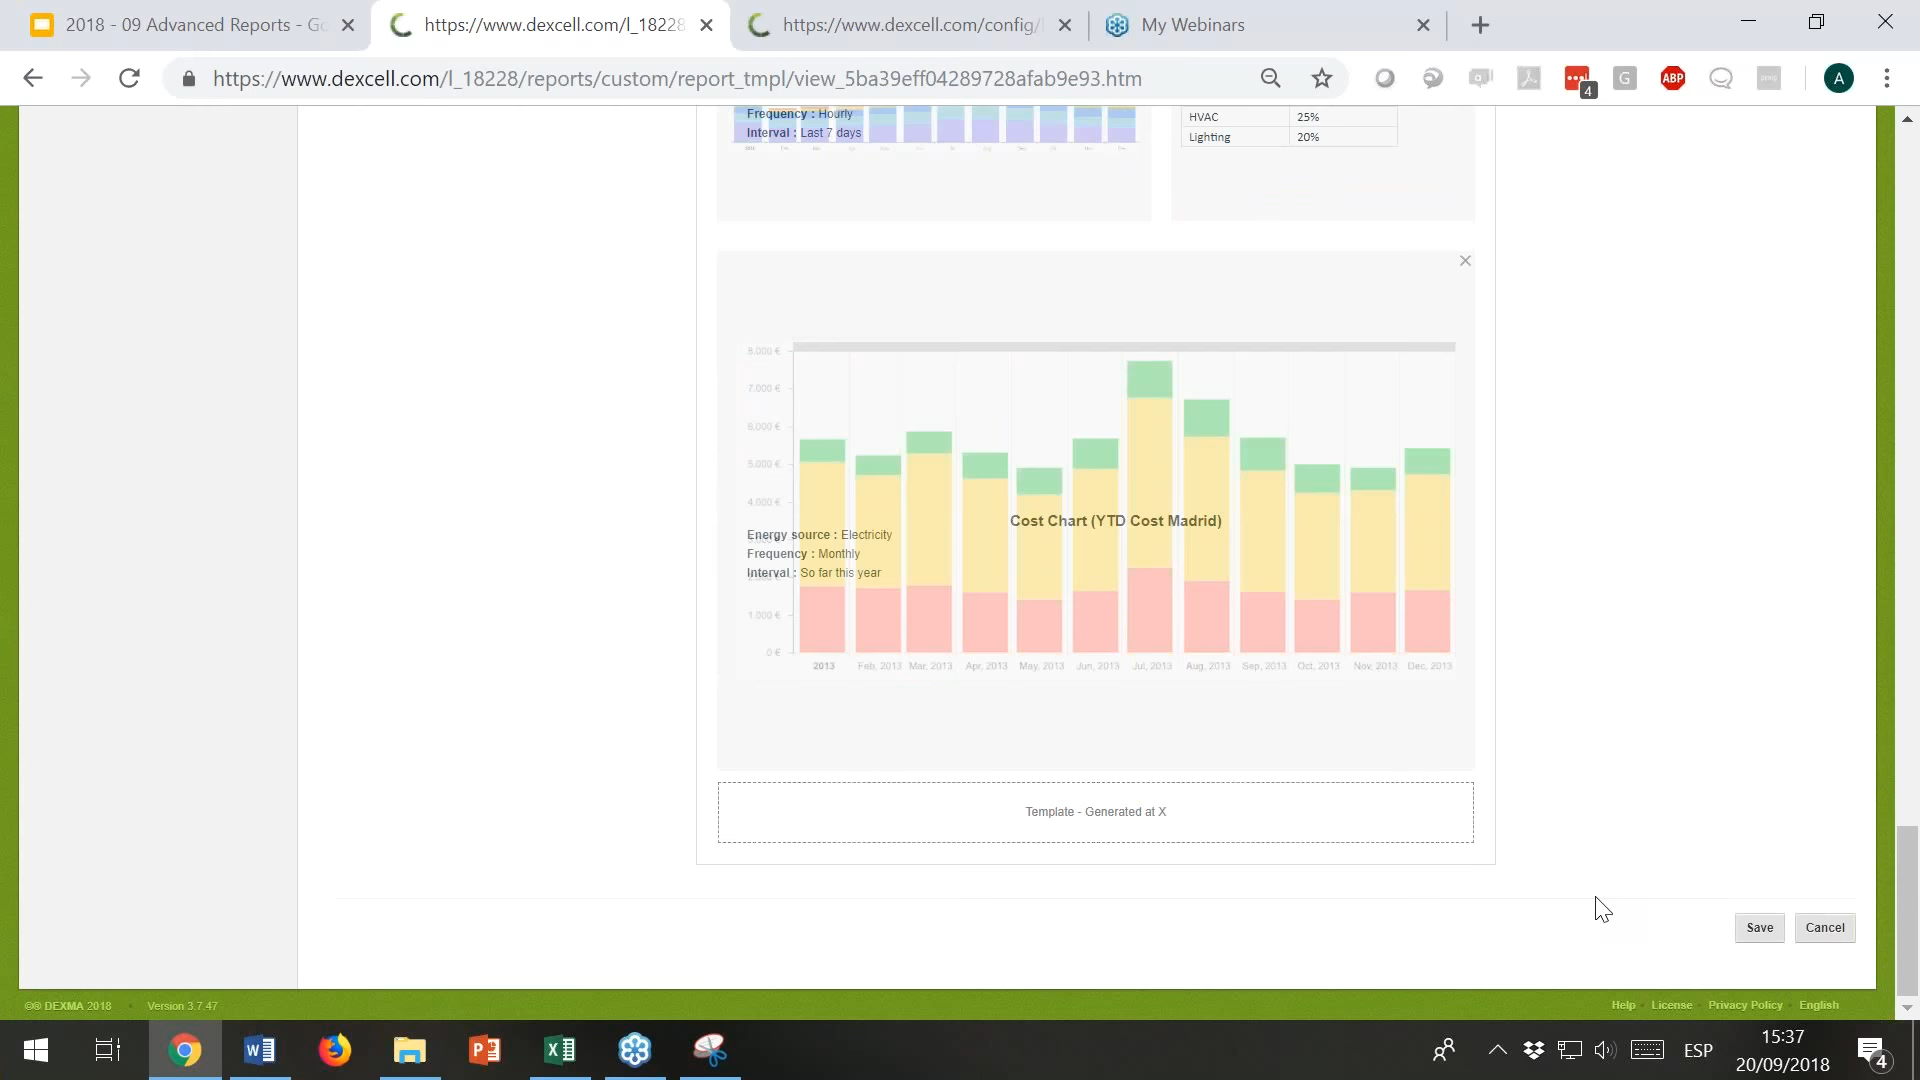 2018 - 09 Advanced Reports - Go
https://www.dexcell.com/l_18228
https://www.dexcell.com/config/
My Webinars
https://www.dexcell.com/l_18228/reports/custom/report_tmpl/view_5ba39eff04289728afab9e93.htm
4
G
ABP
A
Frequency : Hourly
Interval : Last 7 days
HVAC 25%
Lighting 20%
8.000 €
7.000 €
6.000 €
5.000 €
4.000 €
Cost Chart (YTD Cost Madrid)
Energy source : Electricity
Frequency : Monthly
Interval : So far this year
1.000 €
0 €
2013 Feb, 2013 Mar, 2013 Apr, 2013 May, 2013 Jun, 2013 Jul, 2013 Aug, 2013 Sep, 2013 Oct, 2013 Nov, 2013 Dec, 2013
Template - Generated at X
Save
Cancel
©® DEXMA 2018 · Version 3.7.47
Help License Privacy Policy English
ESP
15:37
20/09/2018
4